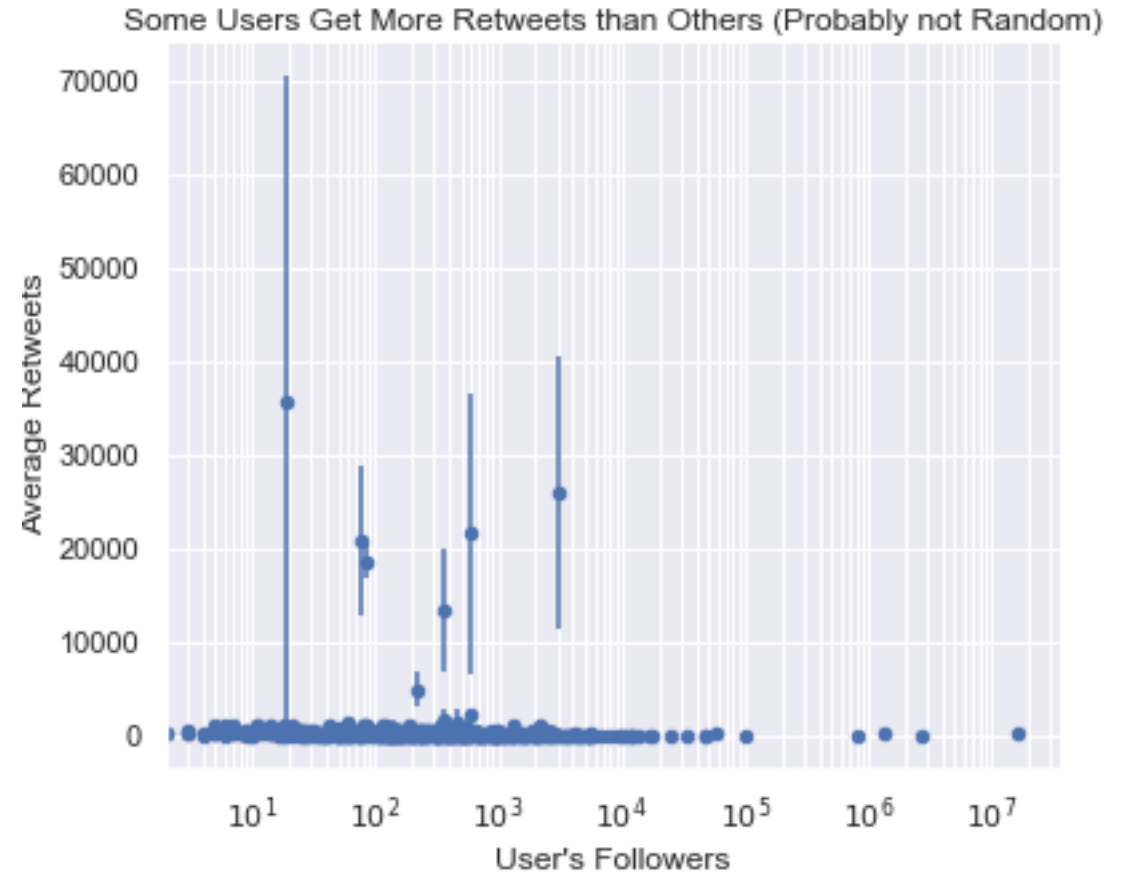 Some Users Get More Retweets than Others (Probably not Random)
70000
60000
50000
40000
30000
20000
10000
0
Average Retweets
10¹ 10² 10³ 10⁴ 10⁵ 10⁶ 10⁷
User's Followers